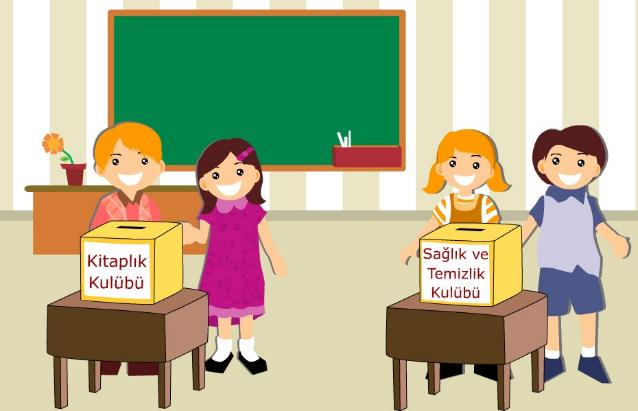 Kitaplık
Kulübü
Sağlık ve
Temizlik
Kulübü